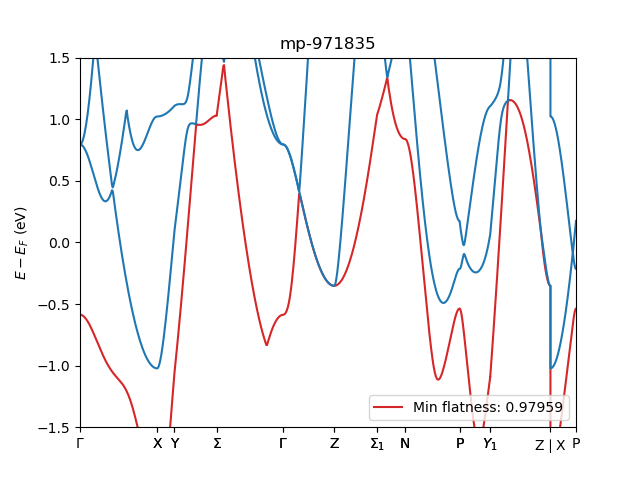 mp-971835
E − E_F (eV)
1.5
1.0
0.5
0.0
−0.5
−1.0
−1.5
Min flatness: 0.97959
Γ X Y Σ Γ Z Σ₁ N P Y₁ Z | X P